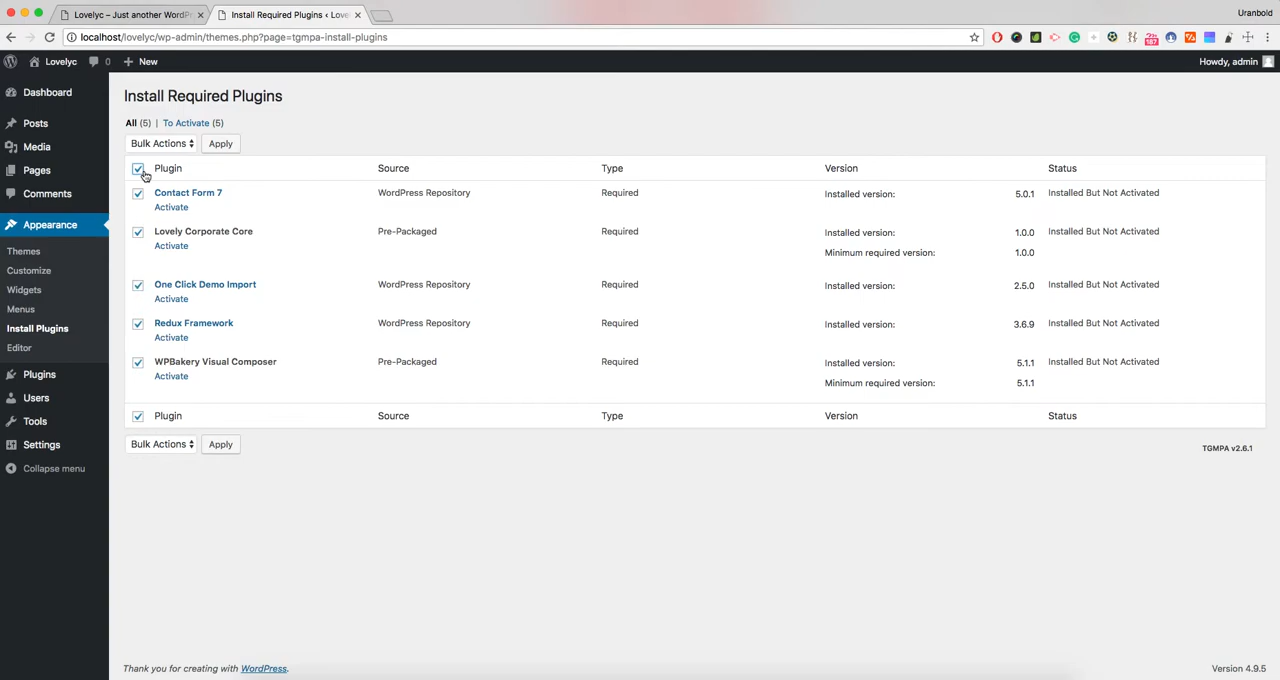 Lovelyc – Just another WordPr
Install Required Plugins ‹ Love
Uranbold
localhost/lovelyc/wp-admin/themes.php?page=tgmpa-install-plugins
Lovelyc
0
New
Howdy, admin
Dashboard
Posts
Media
Pages
Comments
Appearance
Themes
Customize
Widgets
Menus
Install Plugins
Editor
Plugins
Users
Tools
Settings
Collapse menu
Install Required Plugins
All (5) | To Activate (5)
Bulk Actions Apply
Plugin Source Type Version Status
Contact Form 7 WordPress Repository Required Installed version: 5.0.1 Installed But Not Activated
Activate
Lovely Corporate Core Pre-Packaged Required Installed version: 1.0.0 Installed But Not Activated
Activate Minimum required version: 1.0.0
One Click Demo Import WordPress Repository Required Installed version: 2.5.0 Installed But Not Activated
Activate
Redux Framework WordPress Repository Required Installed version: 3.6.9 Installed But Not Activated
Activate
WPBakery Visual Composer Pre-Packaged Required Installed version: 5.1.1 Installed But Not Activated
Activate Minimum required version: 5.1.1
Plugin Source Type Version Status
Bulk Actions Apply
TGMPA v2.6.1
Thank you for creating with WordPress.
Version 4.9.5